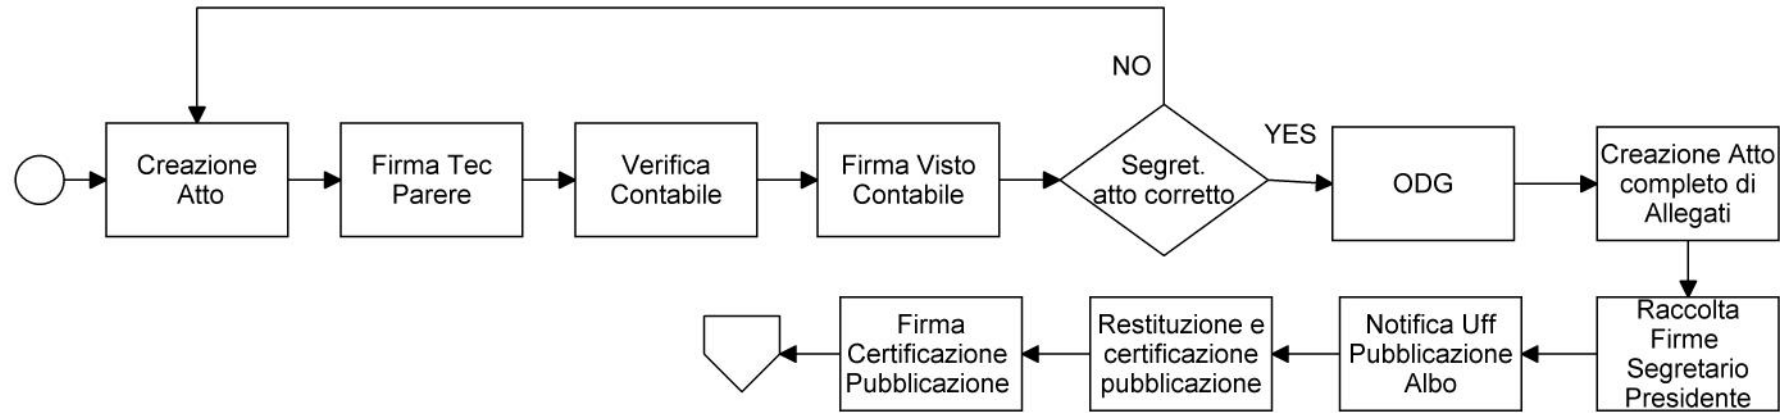 NO
Creazione
Atto
Firma Tec
Parere
Verifica
Contabile
Firma Visto
Contabile
Segret.
atto corretto
YES
ODG
Creazione Atto
completo di
Allegati
Raccolta
Firme
Segretario
Presidente
Notifica Uff
Pubblicazione
Albo
Restituzione e
certificazione
pubblicazione
Firma
Certificazione
Pubblicazione